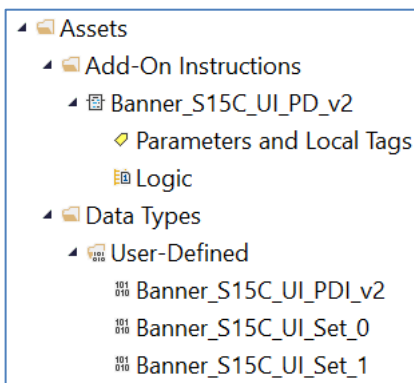 Assets
Add-On Instructions
Banner_S15C_UI_PD_v2
Parameters and Local Tags
Logic
Data Types
User-Defined
Banner_S15C_UI_PDI_v2
Banner_S15C_UI_Set_0
Banner_S15C_UI_Set_1